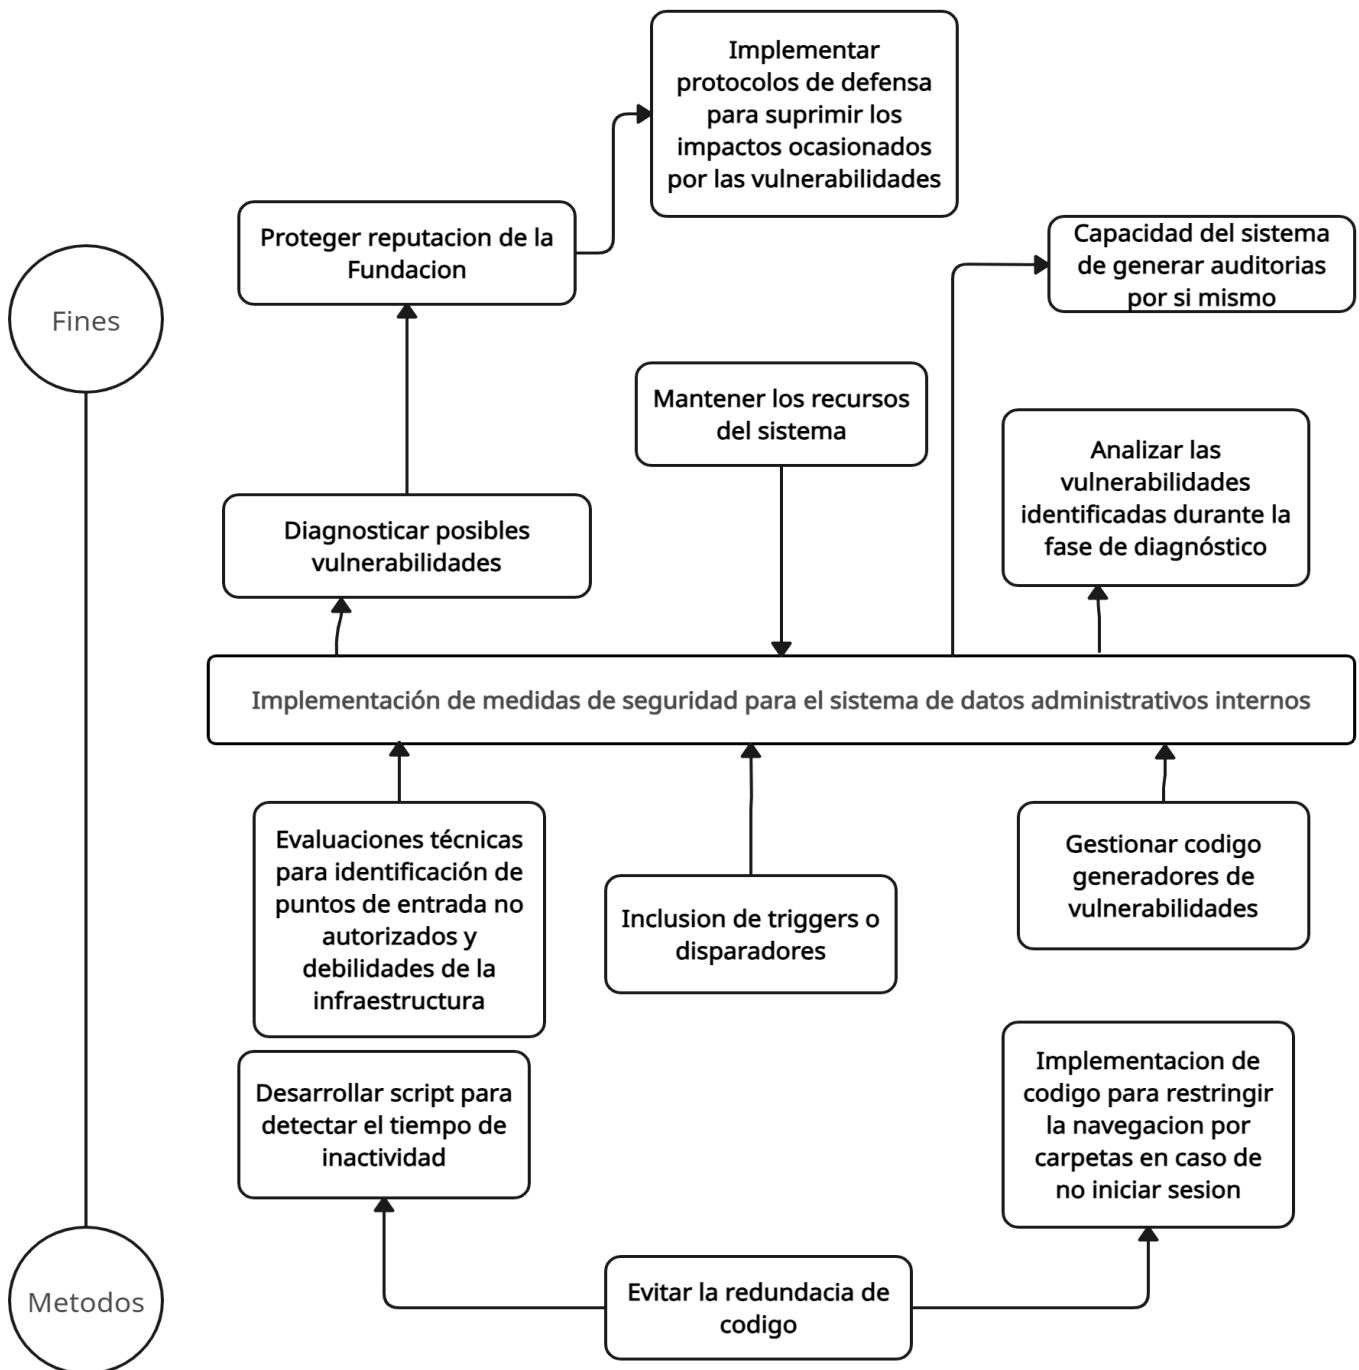 Implementar
protocolos de defensa
para suprimir los
impactos ocasionados
por las vulnerabilidades
Proteger reputacion de la
Fundacion
Capacidad del sistema
de generar auditorias
por si mismo
Fines
Mantener los recursos
del sistema
Analizar las
vulnerabilidades
identificadas durante la
fase de diagnóstico
Diagnosticar posibles
vulnerabilidades
Implementación de medidas de seguridad para el sistema de datos administrativos internos
Evaluaciones técnicas
para identificación de
puntos de entrada no
autorizados y
debilidades de la
infraestructura
Inclusion de triggers o
disparadores
Gestionar codigo
generadores de
vulnerabilidades
Desarrollar script para
detectar el tiempo de
inactividad
Implementacion de
codigo para restringir
la navegacion por
carpetas en caso de
no iniciar sesion
Metodos
Evitar la redundacia de
codigo